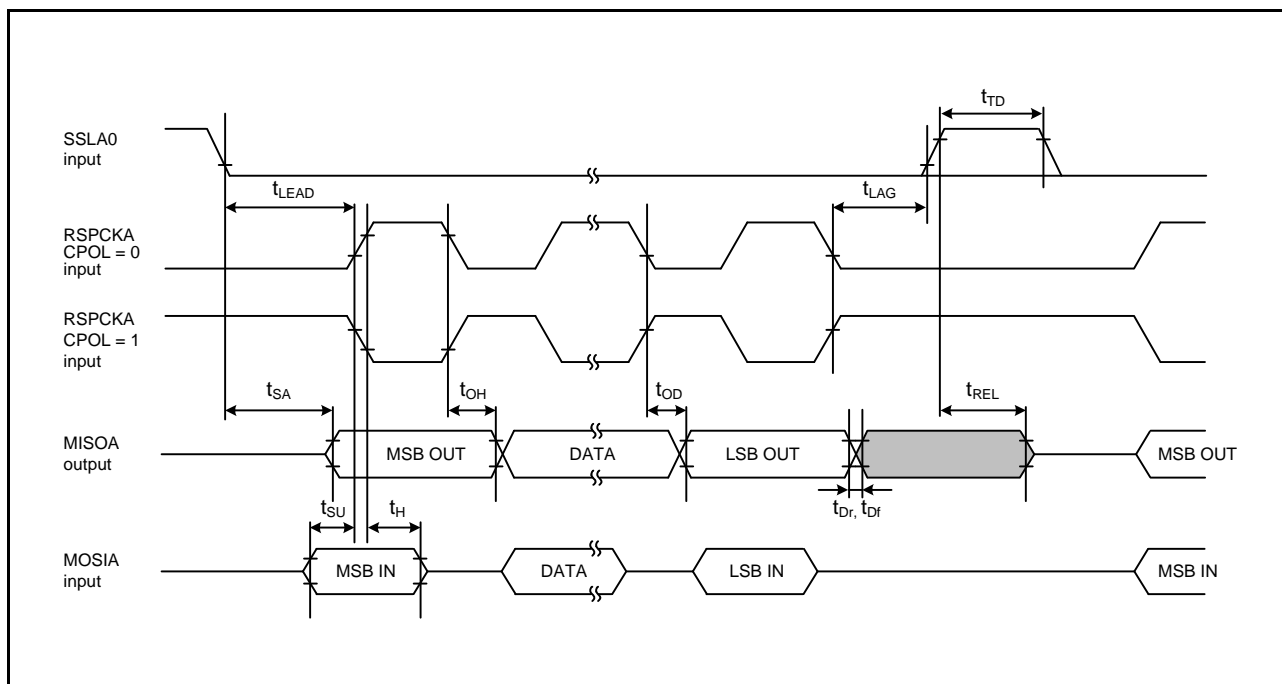 tTD
SSLA0
input
tLEAD
tLAG
RSPCKA
CPOL = 0
input
RSPCKA
CPOL = 1
input
tSA
tOH
tOD
tREL
MISOA
output
MSB OUT
DATA
LSB OUT
MSB OUT
tSU
tH
tDr, tDf
MOSIA
input
MSB IN
DATA
LSB IN
MSB IN